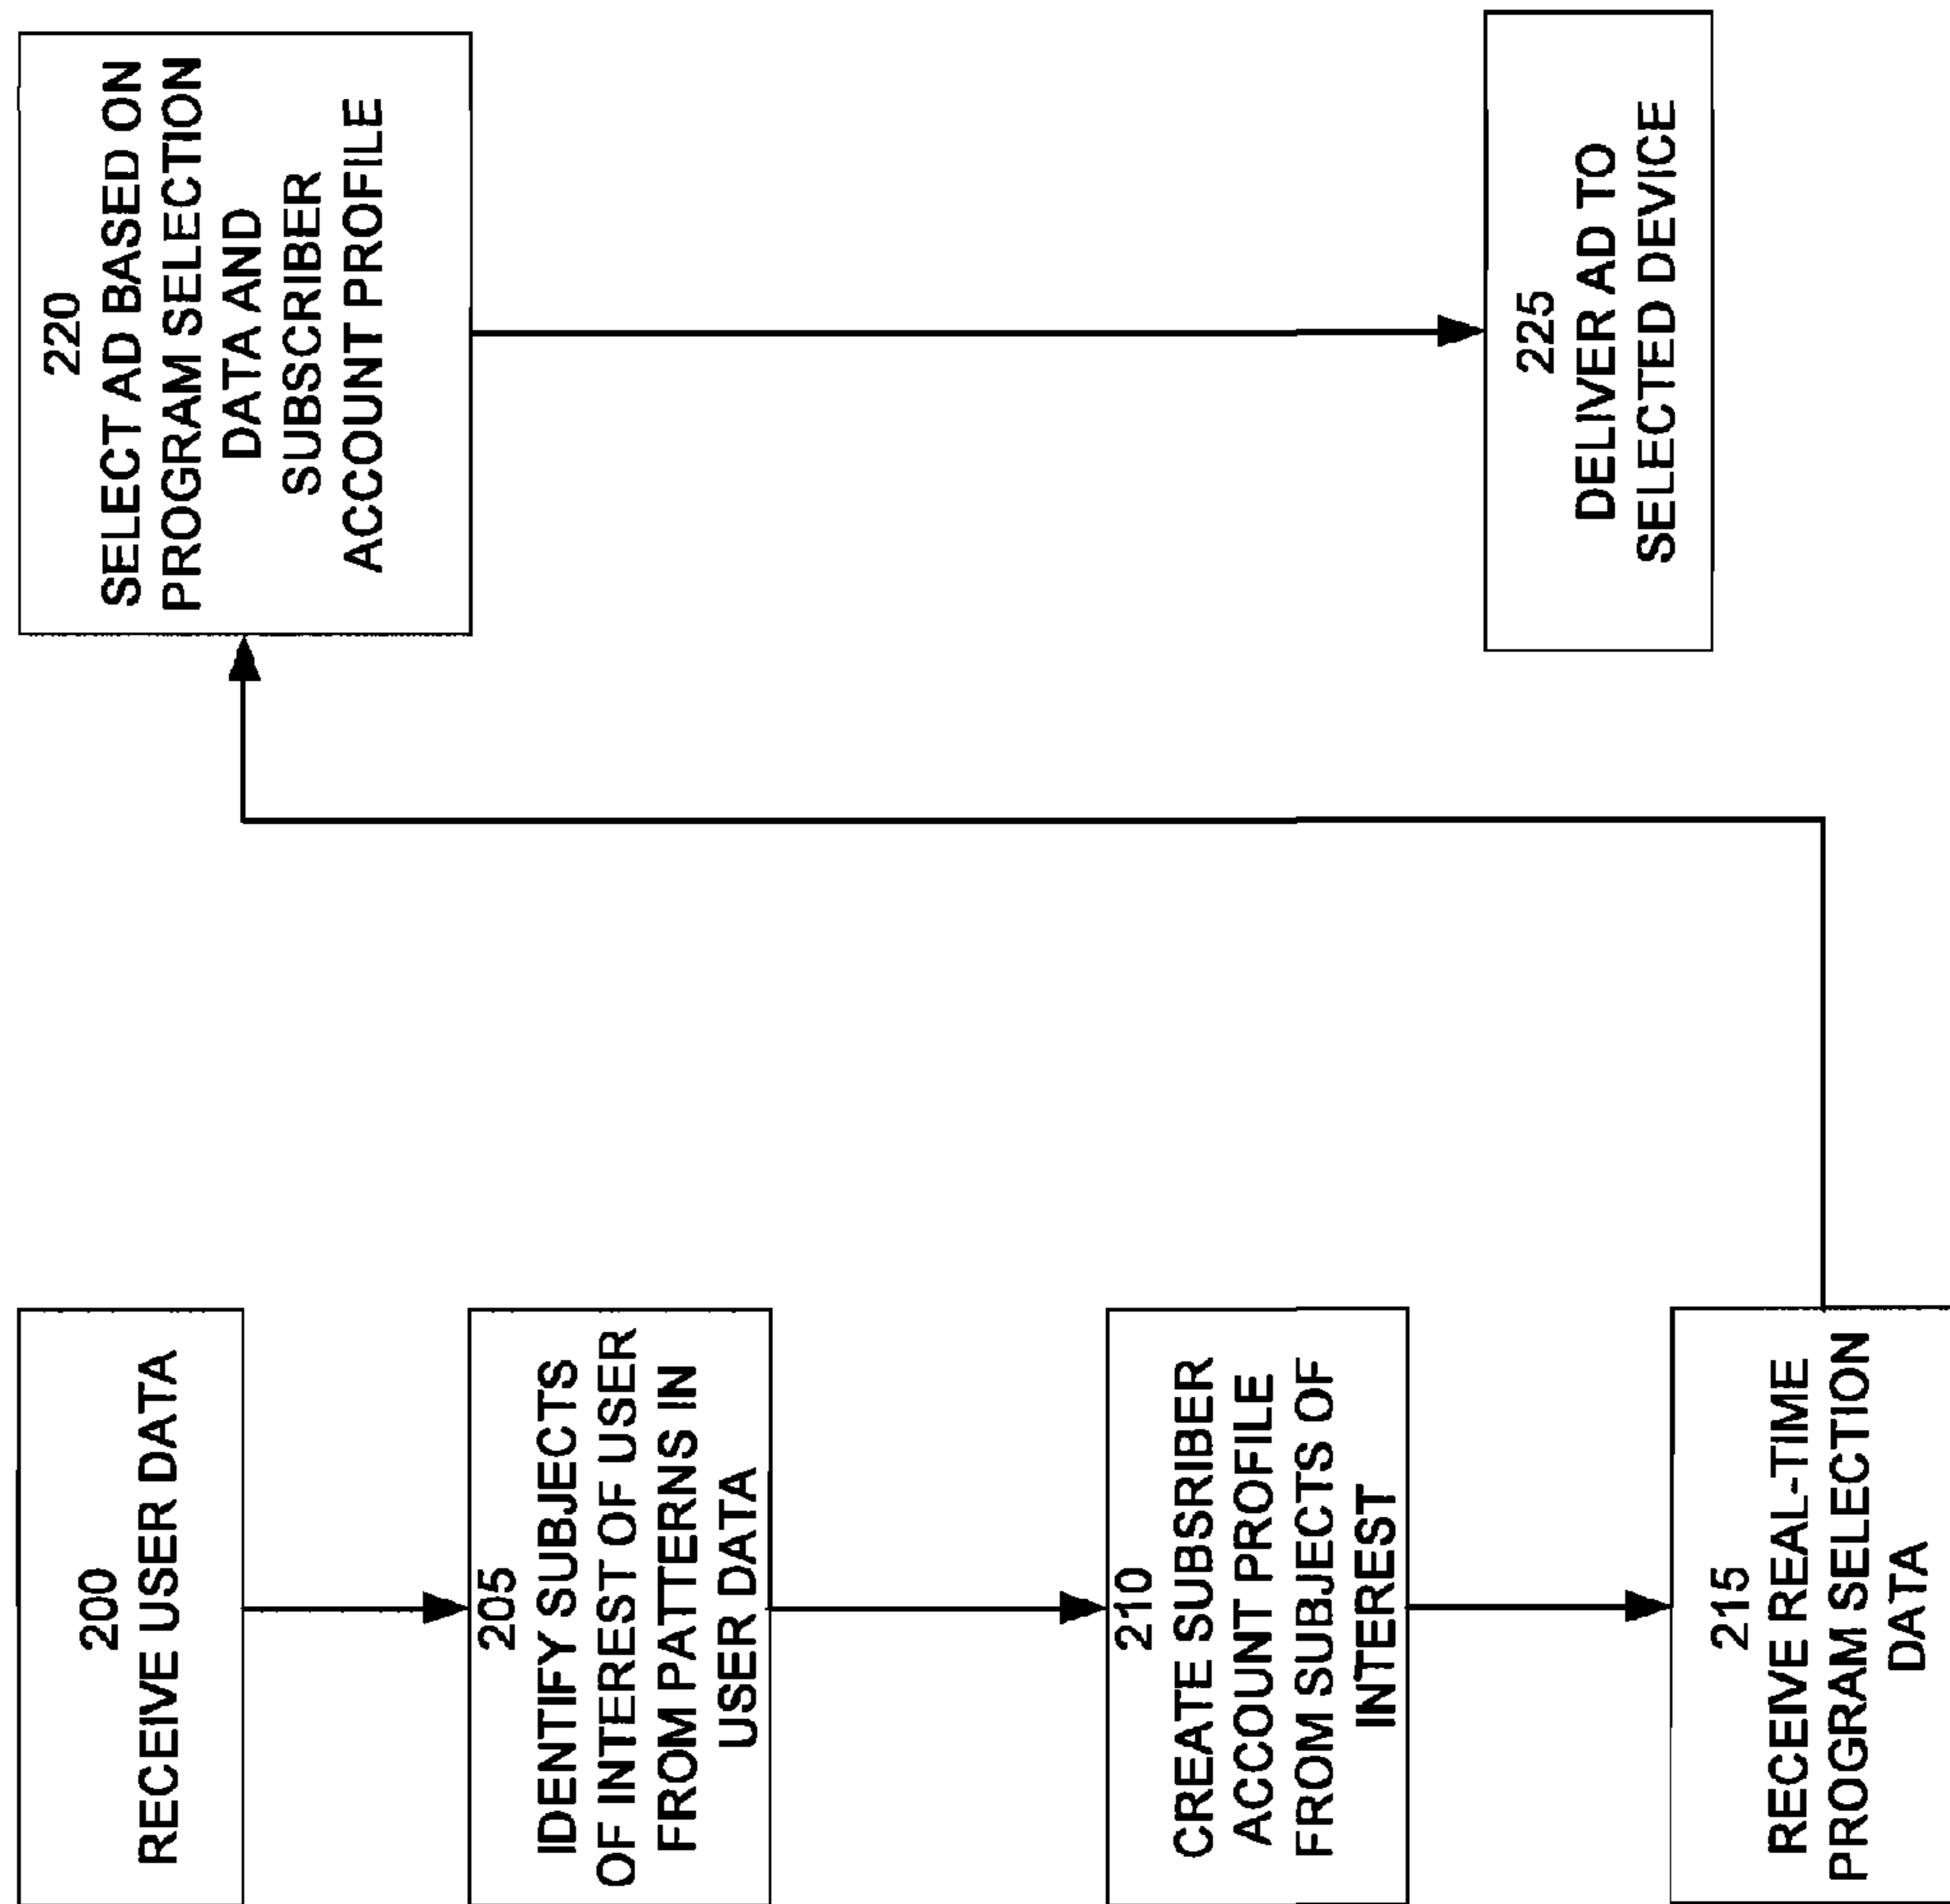 200
RECEIVE USER DATA
205
IDENTIFY SUBJECTS
OF INTEREST OF USER
FROM PATTERNS IN
USER DATA
210
CREATE SUBSRIBER
ACCOUNT PROFILE
FROM SUBJECTS OF
INTEREST
215
RECEIVE REAL-TIME
PROGRAM SELECTION
DATA
220
SELECT AD BASED ON
PROGRAM SELECTION
DATA AND
SUBSCRIBER
ACCOUNT PROFILE
225
DELIVER AD TO
SELECTED DEVICE